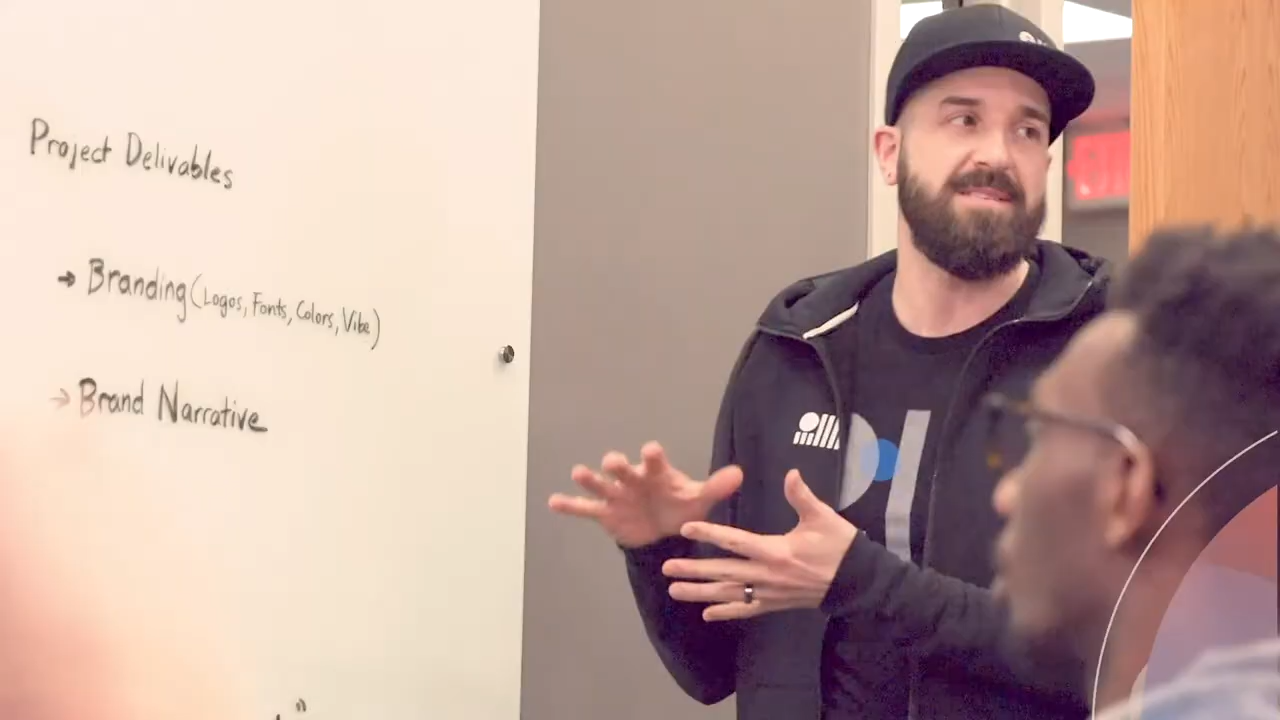 Project Delivables
→ Branding (Logos, Fonts, Colors, Vibe)
→ Brand Narrative